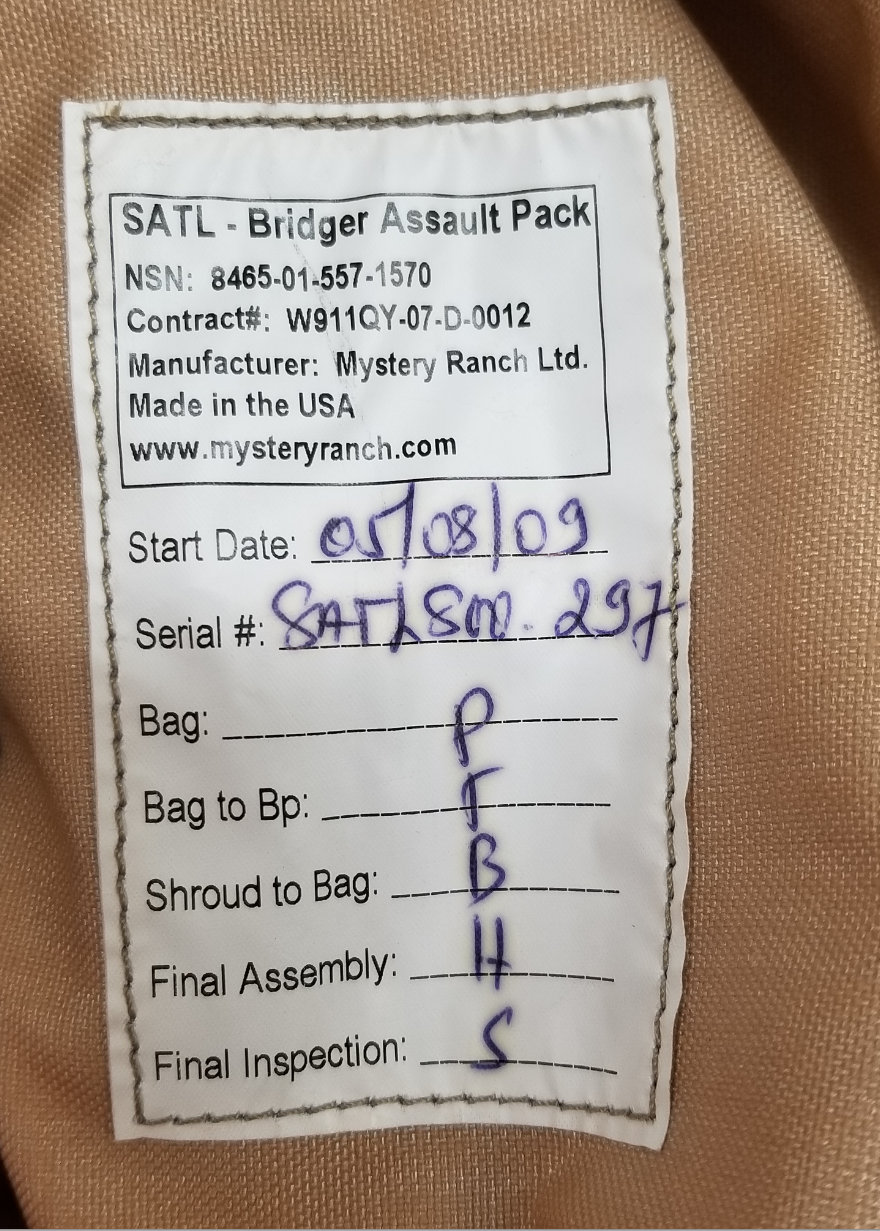 SATL - Bridger Assault Pack
NSN: 8465-01-557-1570
Contract#: W911QY-07-D-0012
Manufacturer: Mystery Ranch Ltd.
Made in the USA
www.mysteryranch.com
Start Date: 05/08/09
Serial #: 297
Bag: P
Bag to Bp: T
Shroud to Bag: B
Final Assembly: H
Final Inspection: S